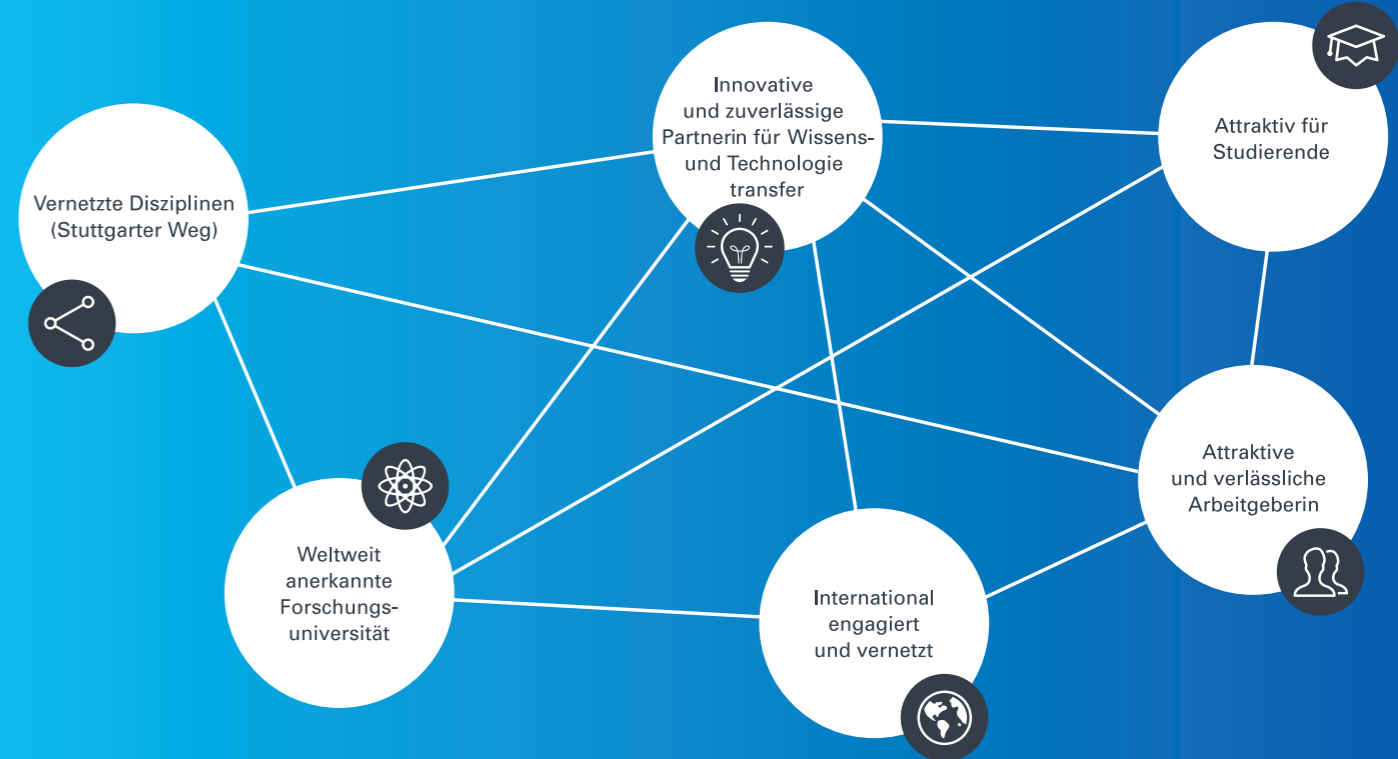 Vernetzte Disziplinen
(Stuttgarter Weg)
Innovative
und zuverlässige
Partnerin für Wissens-
und Technologie
transfer
Attraktiv für
Studierende
Weltweit
anerkannte
Forschungs-
universität
International
engagiert
und vernetzt
Attraktive
und verlässliche
Arbeitgeberin